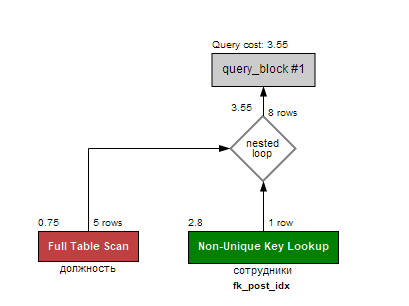 Query cost: 3.55
query_block #1
3.55
8 rows
nested
loop
0.75
5 rows
2.8
1 row
Full Table Scan
Non-Unique Key Lookup
должность
сотрудники
fk_post_idx